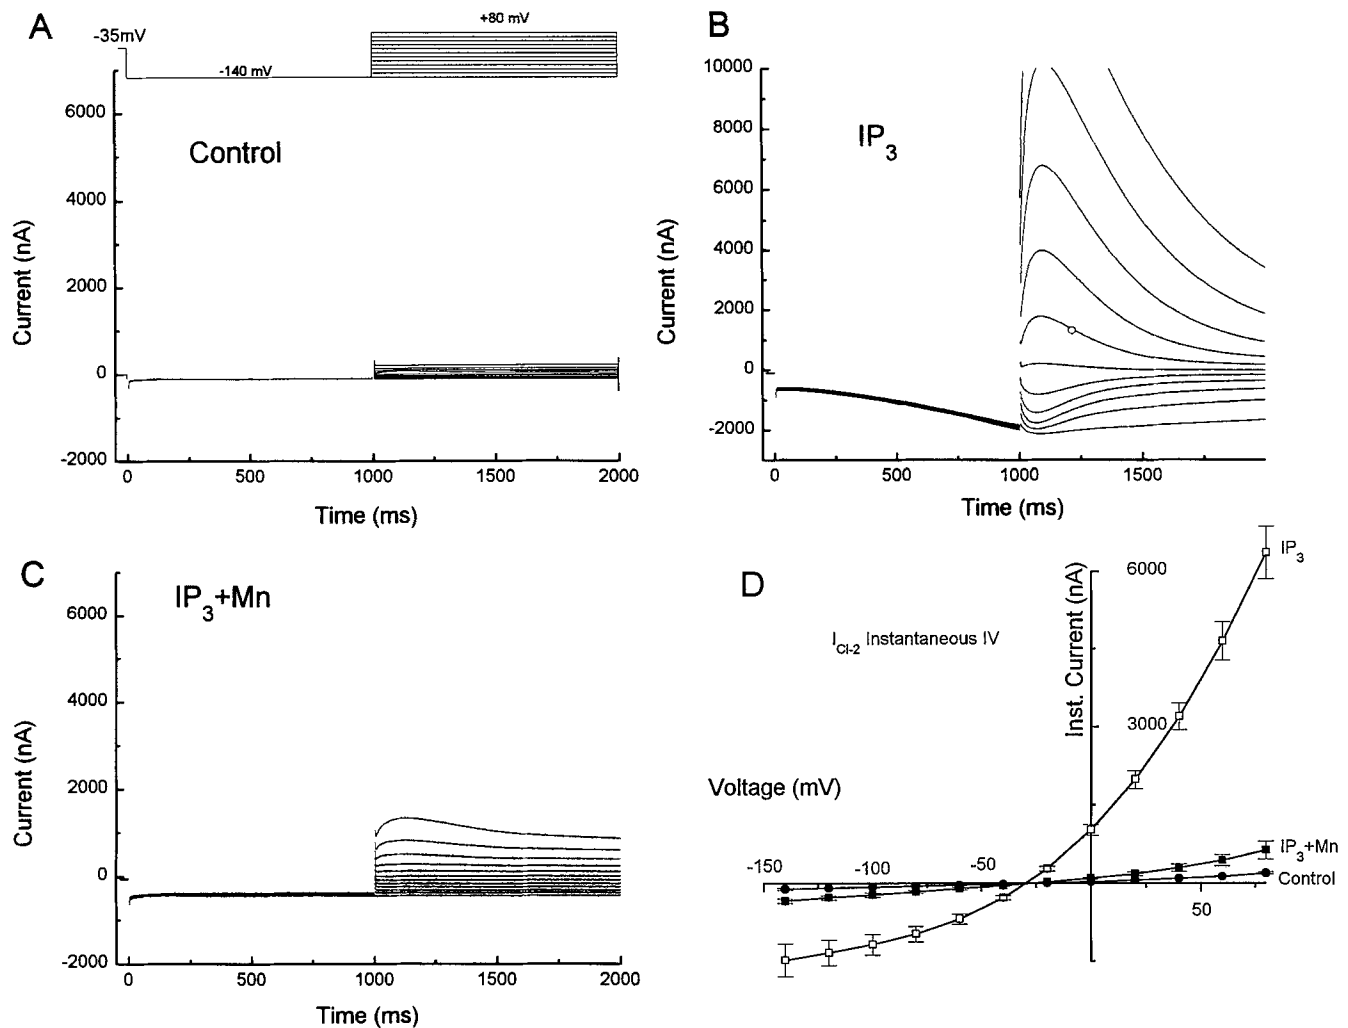 A
-35mV
-140 mV
+80 mV
Control
Current (nA)
6000
4000
2000
0
-2000
0 500 1000 1500 2000
Time (ms)
B
IP3
Current (nA)
10000
8000
6000
4000
2000
0
-2000
0 500 1000 1500
Time (ms)
C
IP3+Mn
Current (nA)
6000
4000
2000
0
-2000
0 500 1000 1500 2000
Time (ms)
D
ICl-2 Instantaneous IV
Inst. Current (nA)
6000
3000
Voltage (mV)
-150 -100 -50 50
IP3
IP3+Mn
Control